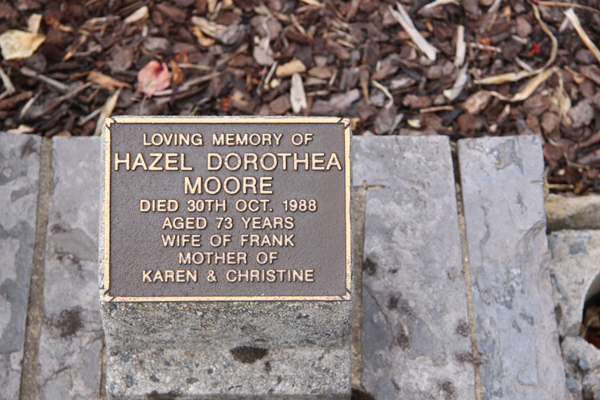 LOVING MEMORY OF
HAZEL DOROTHEA
MOORE
DIED 30TH OCT. 1988
AGED 73 YEARS
WIFE OF FRANK
MOTHER OF
KAREN & CHRISTINE